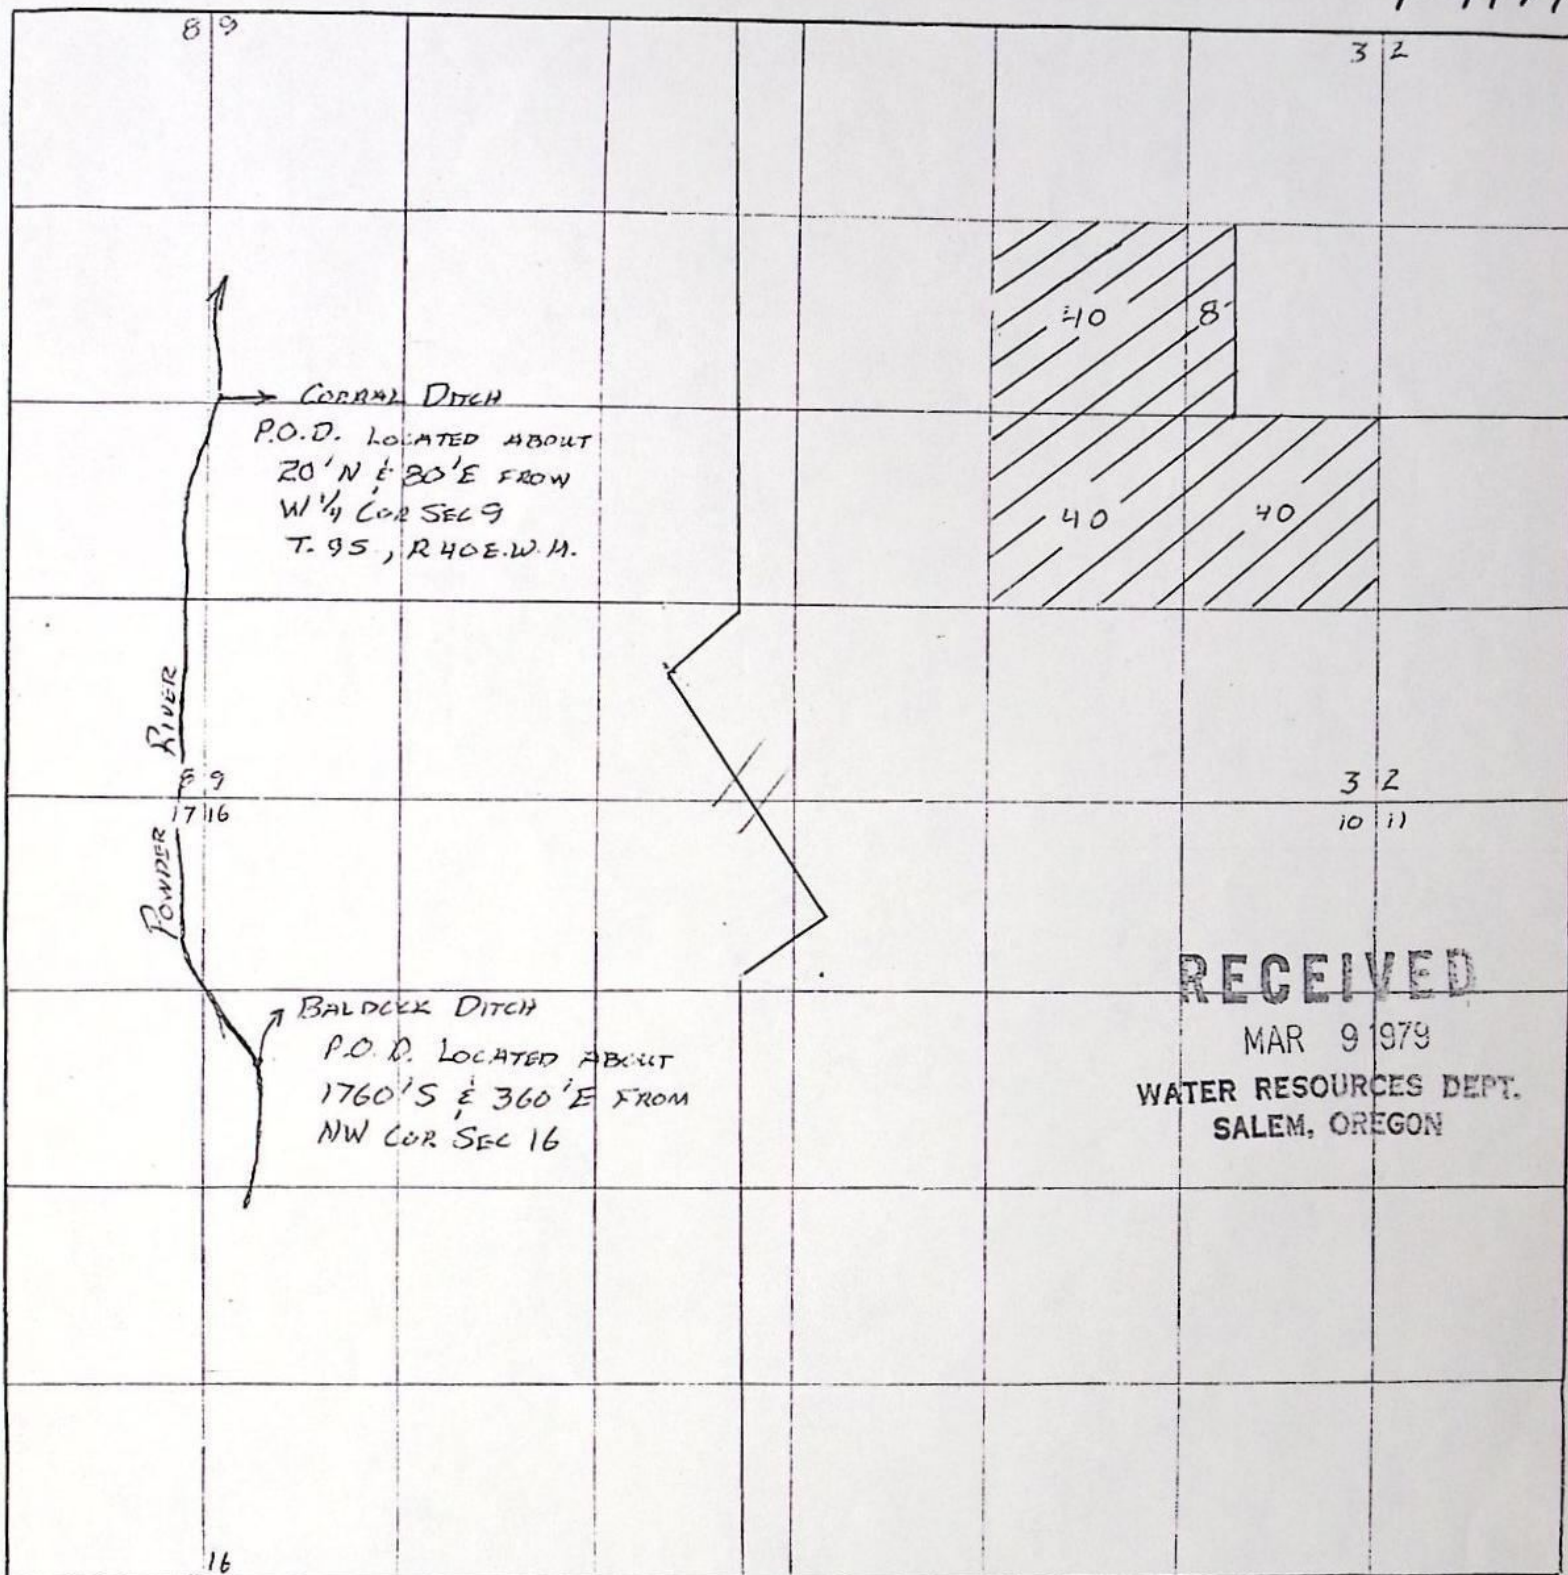 8 9
3 2
40
8
CORRAL DITCH
P.O.D. LOCATED ABOUT
20'N & 80'E FROM
W 1/4 COR SEC 9
T. 9S, R 40 E.W.M.
40
40
RIVER
8 9
17 16
POWDER
3 2
10 11
RECEIVED
MAR 9 1979
WATER RESOURCES DEPT.
SALEM, OREGON
BALDOCK DITCH
P.O.D. LOCATED ABOUT
1760'S & 360'E FROM
NW COR SEC 16
16